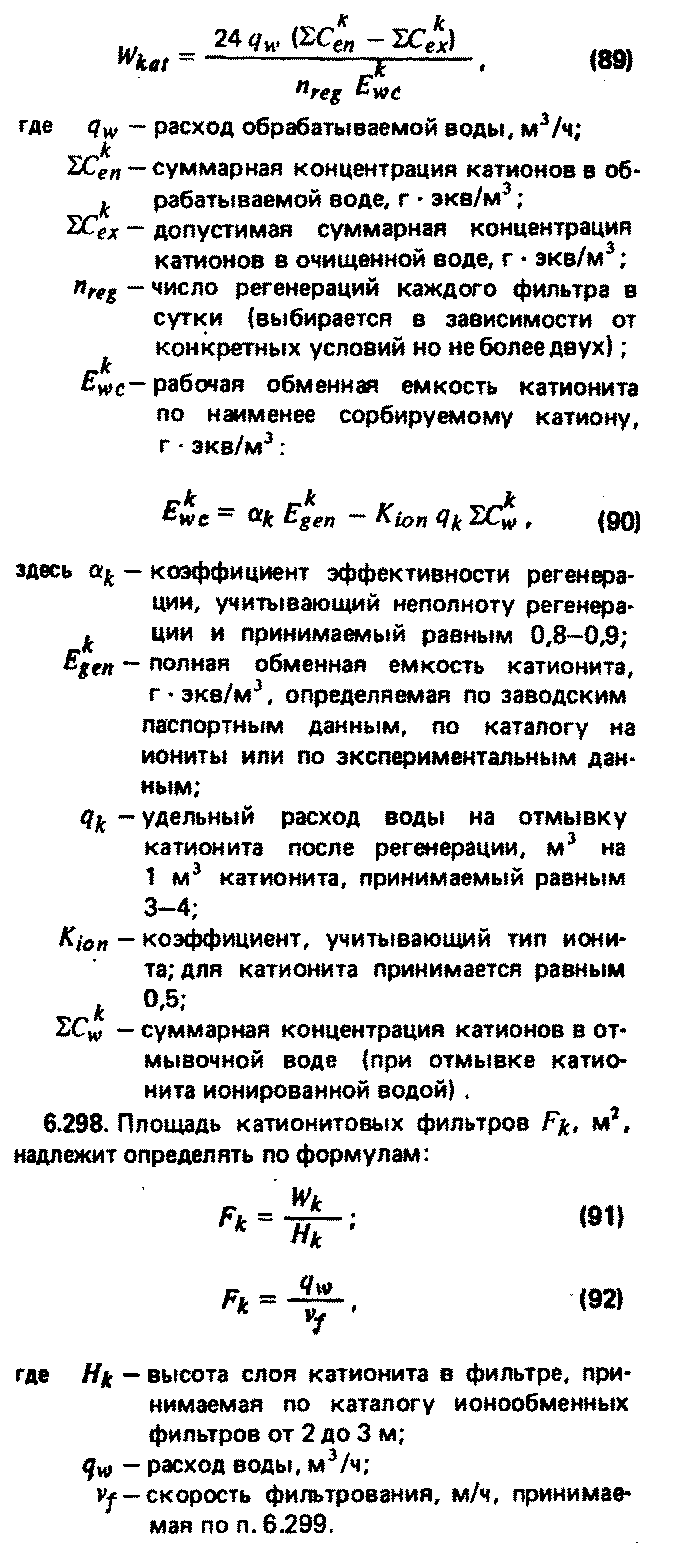 W_kat = 24 q_w (ΣC^k_en − ΣC^k_ex) / n_reg E^k_wc , (89)
где q_w — расход обрабатываемой воды, м³/ч;
ΣC^k_en — суммарная концентрация катионов в об-
рабатываемой воде, г · экв/м³ ;
ΣC^k_ex — допустимая суммарная концентрация
катионов в очищенной воде, г · экв/м³ ;
n_reg — число регенераций каждого фильтра в
сутки (выбирается в зависимости от
конкретных условий но не более двух) ;
E^k_wc — рабочая обменная емкость катионита
по наименее сорбируемому катиону,
г · экв/м³ :
E^k_wc = α_k E^k_gen − K_ion q_k ΣC^k_w , (90)
здесь α_k — коэффициент эффективности регенера-
ции, учитывающий неполноту регенера-
ции и принимаемый равным 0,8—0,9;
E^k_gen — полная обменная емкость катионита,
г · экв/м³, определяемая по заводским
паспортным данным, по каталогу на
иониты или по экспериментальным дан-
ным;
q_k — удельный расход воды на отмывку
катионита после регенерации, м³ на
1 м³ катионита, принимаемый равным
3—4;
K_ion — коэффициент, учитывающий тип иони-
та; для катионита принимается равным
0,5;
ΣC^k_w — суммарная концентрация катионов в от-
мывочной воде (при отмывке катио-
нита ионированной водой) .
6.298. Площадь катионитовых фильтров F_k, м²,
надлежит определять по формулам:
F_k = W_k / H_k ; (91)
F_k = q_w / v_f , (92)
где H_k — высота слоя катионита в фильтре, при-
нимаемая по каталогу ионообменных
фильтров от 2 до 3 м;
q_w — расход воды, м³/ч;
v_f — скорость фильтрования, м/ч, принимае-
мая по п. 6.299.